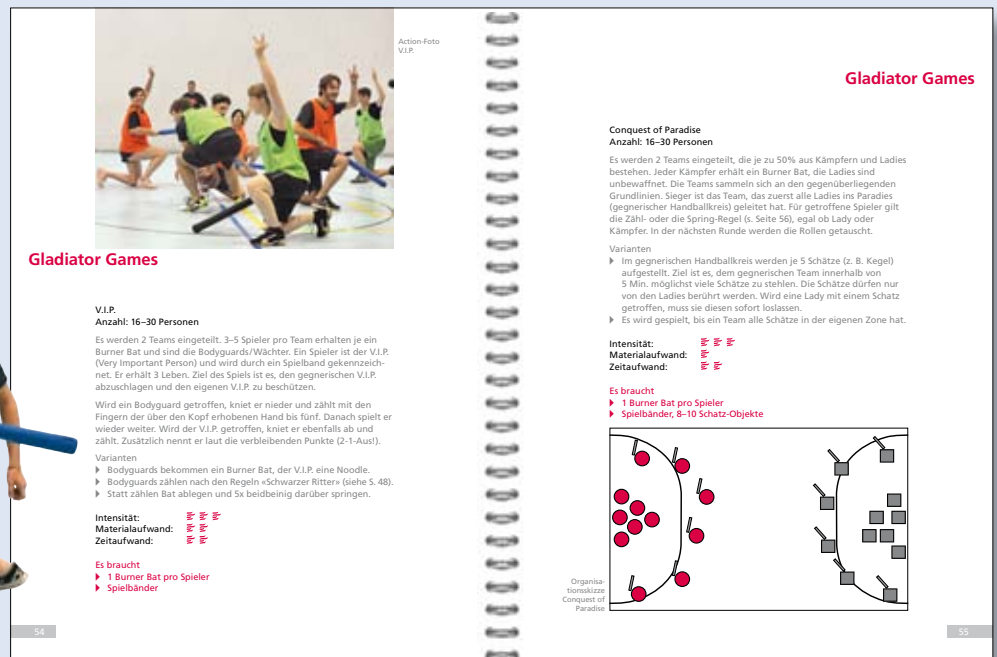 Action-Foto
V.I.P.
Gladiator Games
V.I.P.
Anzahl: 16–30 Personen
Es werden 2 Teams eingeteilt. 3–5 Spieler pro Team erhalten je ein
Burner Bat und sind die Bodyguards/Wächter. Ein Spieler ist der V.I.P.
(Very Important Person) und wird durch ein Spielband gekennzeich-
net. Er erhält 3 Leben. Ziel des Spiels ist es, den gegnerischen V.I.P.
abzuschlagen und den eigenen V.I.P. zu beschützen.
Wird ein Bodyguard getroffen, kniet er nieder und zählt mit den
Fingern der über den Kopf erhobenen Hand bis fünf. Danach spielt er
wieder weiter. Wird der V.I.P. getroffen, kniet er ebenfalls ab und
zählt. Zusätzlich nennt er laut die verbleibenden Punkte (2-1-Aus!).
Varianten
Bodyguards bekommen ein Burner Bat, der V.I.P. eine Noodle.
Bodyguards zählen nach den Regeln «Schwarzer Ritter» (siehe S. 48).
Statt zählen Bat ablegen und 5x beidbeinig darüber springen.
Intensität:
Materialaufwand:
Zeitaufwand:
Es braucht
1 Burner Bat pro Spieler
Spielbänder
54
Gladiator Games
Conquest of Paradise
Anzahl: 16–30 Personen
Es werden 2 Teams eingeteilt, die je zu 50% aus Kämpfern und Ladies
bestehen. Jeder Kämpfer erhält ein Burner Bat, die Ladies sind
unbewaffnet. Die Teams sammeln sich an den gegenüberliegenden
Grundlinien. Sieger ist das Team, das zuerst alle Ladies ins Paradies
(gegnerischer Handballkreis) geleitet hat. Für getroffene Spieler gilt
die Zähl- oder die Spring-Regel (s. Seite 56), egal ob Lady oder
Kämpfer. In der nächsten Runde werden die Rollen getauscht.
Varianten
Im gegnerischen Handballkreis werden je 5 Schätze (z. B. Kegel)
aufgestellt. Ziel ist es, dem gegnerischen Team innerhalb von
5 Min. möglichst viele Schätze zu stehlen. Die Schätze dürfen nur
von den Ladies berührt werden. Wird eine Lady mit einem Schatz
getroffen, muss sie diesen sofort loslassen.
Es wird gespielt, bis ein Team alle Schätze in der eigenen Zone hat.
Intensität:
Materialaufwand:
Zeitaufwand:
Es braucht
1 Burner Bat pro Spieler
Spielbänder, 8–10 Schatz-Objekte
Organisa-
tionsskizze
Conquest of
Paradise
55